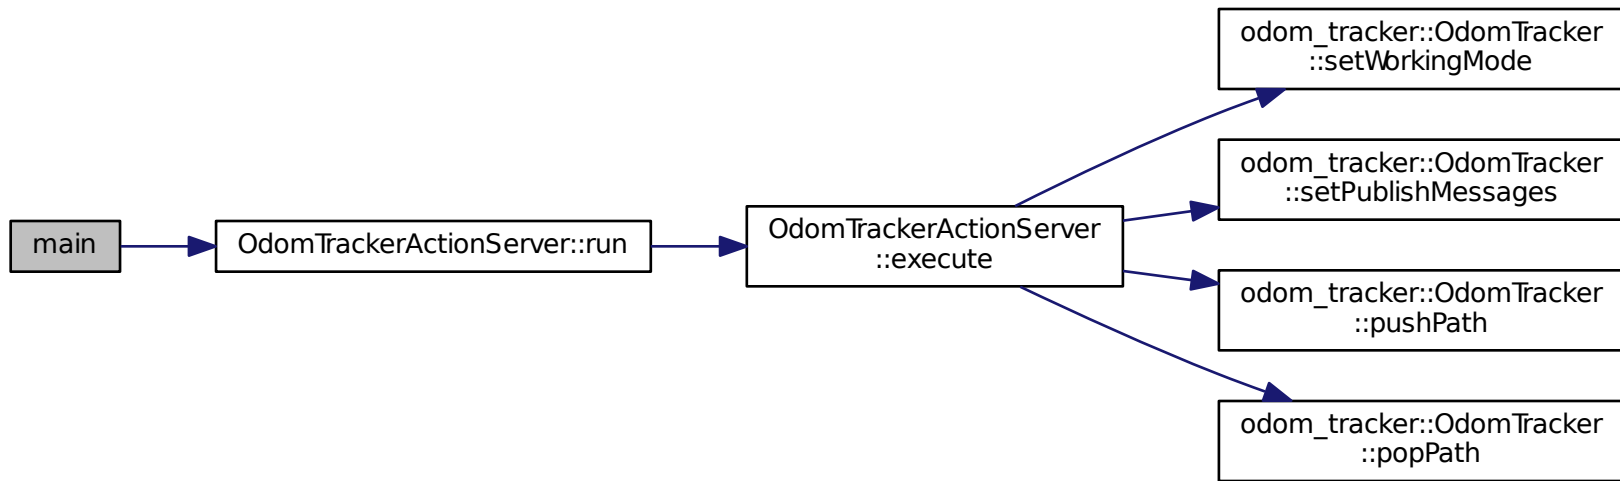 main
OdomTrackerActionServer::run
OdomTrackerActionServer
::execute
odom_tracker::OdomTracker
::setWorkingMode
odom_tracker::OdomTracker
::setPublishMessages
odom_tracker::OdomTracker
::pushPath
odom_tracker::OdomTracker
::popPath